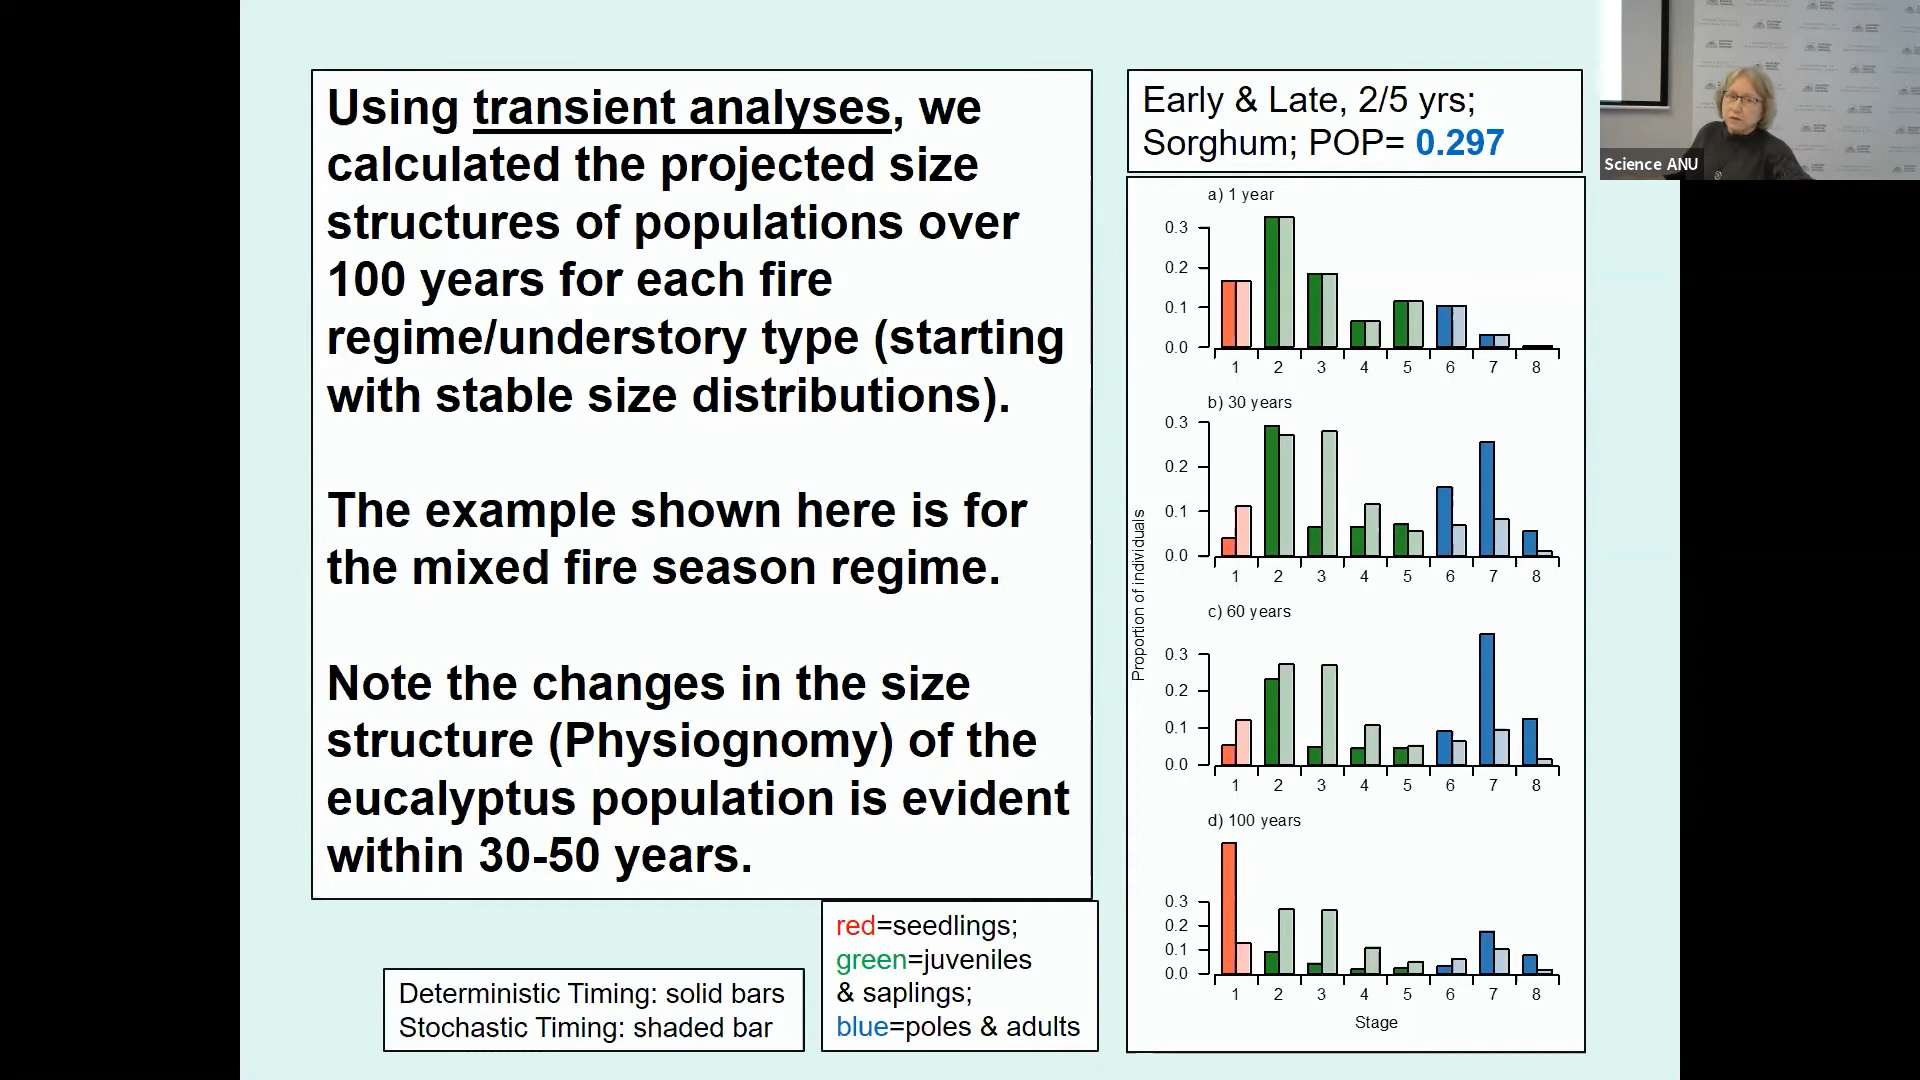 Using transient analyses, we
calculated the projected size
structures of populations over
100 years for each fire
regime/understory type (starting
with stable size distributions).
The example shown here is for
the mixed fire season regime.
Note the changes in the size
structure (Physiognomy) of the
eucalyptus population is evident
within 30-50 years.
Deterministic Timing: solid bars
Stochastic Timing: shaded bar
red=seedlings;
green=juveniles
& saplings;
blue=poles & adults
Early & Late, 2/5 yrs;
Sorghum; POP= 0.297
Proportion of individuals
a) 1 year
0.3
0.2
0.1
0.0
1 2 3 4 5 6 7 8
b) 30 years
0.3
0.2
0.1
0.0
1 2 3 4 5 6 7 8
c) 60 years
0.3
0.2
0.1
0.0
1 2 3 4 5 6 7 8
d) 100 years
0.3
0.2
0.1
0.0
1 2 3 4 5 6 7 8
Stage
Science ANU